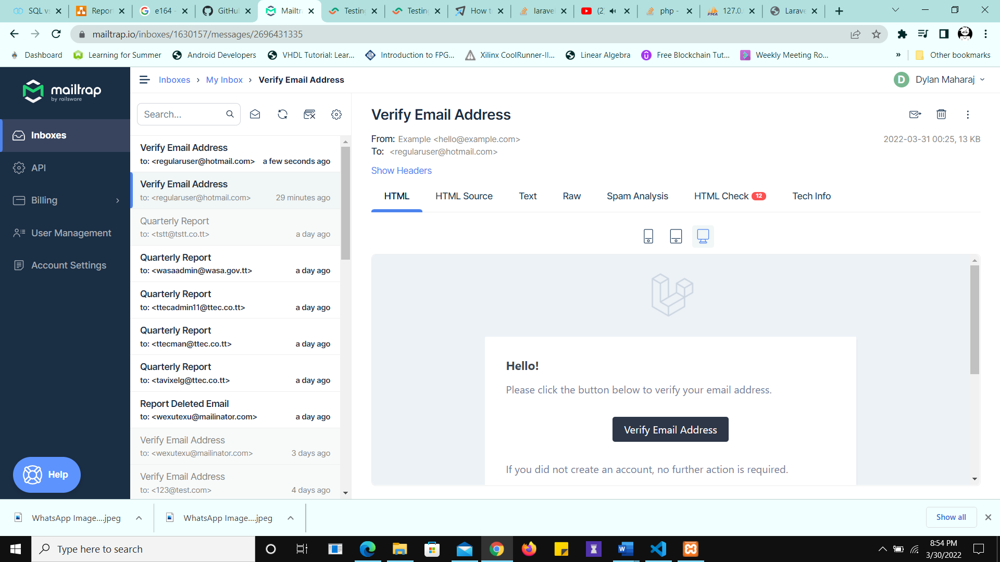 SQL vs
Report
e164 -
GitHub
Mailtra
Testing
Testing
How to
laravel
(2)
php -
127.0.
PMA
Larave
mailtrap.io/inboxes/1630157/messages/2696431335
Dashboard
Learning for Summer
Android Developers
VHDL Tutorial: Lear...
Introduction to FPG...
Xilinx CoolRunner-II...
Linear Algebra
Free Blockchain Tut...
Weekly Meeting Ro...
»
Other bookmarks
mailtrap
by railsware
Inboxes
API
Billing
User Management
Account Settings
Help
Inboxes › My Inbox › Verify Email Address
D Dylan Maharaj
Search...
Verify Email Address
to: <regularuser@hotmail.com> a few seconds ago
Verify Email Address
to: <regularuser@hotmail.com> 29 minutes ago
Quarterly Report
to: <tstt@tstt.co.tt> a day ago
Quarterly Report
to: <wasaadmin@wasa.gov.tt> a day ago
Quarterly Report
to: <ttecadmin11@ttec.co.tt> a day ago
Quarterly Report
to: <ttecman@ttec.co.tt> a day ago
Quarterly Report
to: <tavixelg@ttec.co.tt> a day ago
Report Deleted Email
to: <wexutexu@mailinator.com> a day ago
Verify Email Address
to: <wexutexu@mailinator.com> 3 days ago
Verify Email Address
to: <123@test.com> 4 days ago
Verify Email Address
From: Example <hello@example.com>
2022-03-31 00:25, 13 KB
To: <regularuser@hotmail.com>
Show Headers
HTML
HTML Source
Text
Raw
Spam Analysis
HTML Check 12
Tech Info
Hello!
Please click the button below to verify your email address.
Verify Email Address
If you did not create an account, no further action is required.
WhatsApp Image....jpeg
WhatsApp Image....jpeg
Show all
Type here to search
8:54 PM
3/30/2022